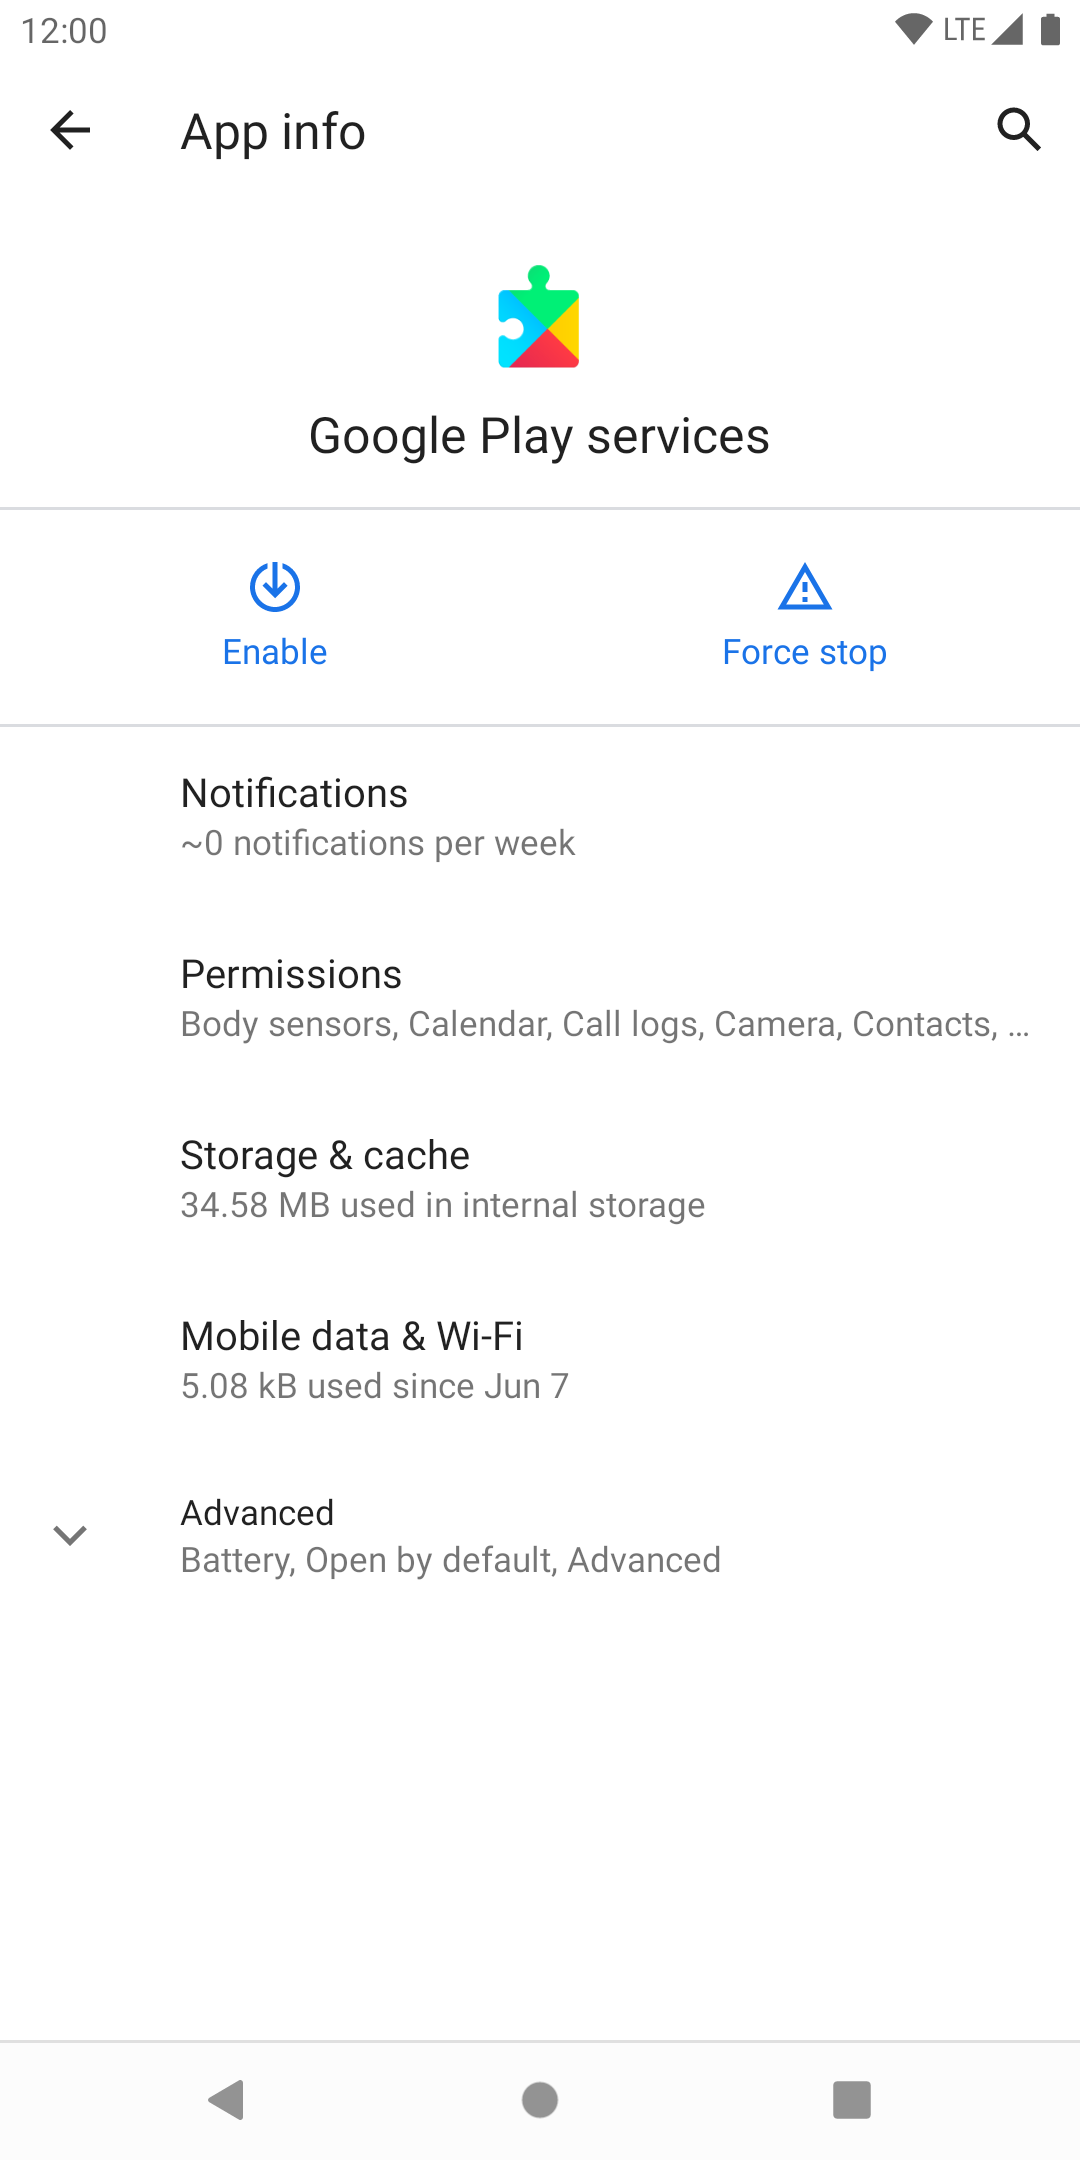 12:00
LTE
App info
Google Play services
Enable
Force stop
Notifications
~0 notifications per week
Permissions
Body sensors, Calendar, Call logs, Camera, Contacts, …
Storage & cache
34.58 MB used in internal storage
Mobile data & Wi-Fi
5.08 kB used since Jun 7
Advanced
Battery, Open by default, Advanced